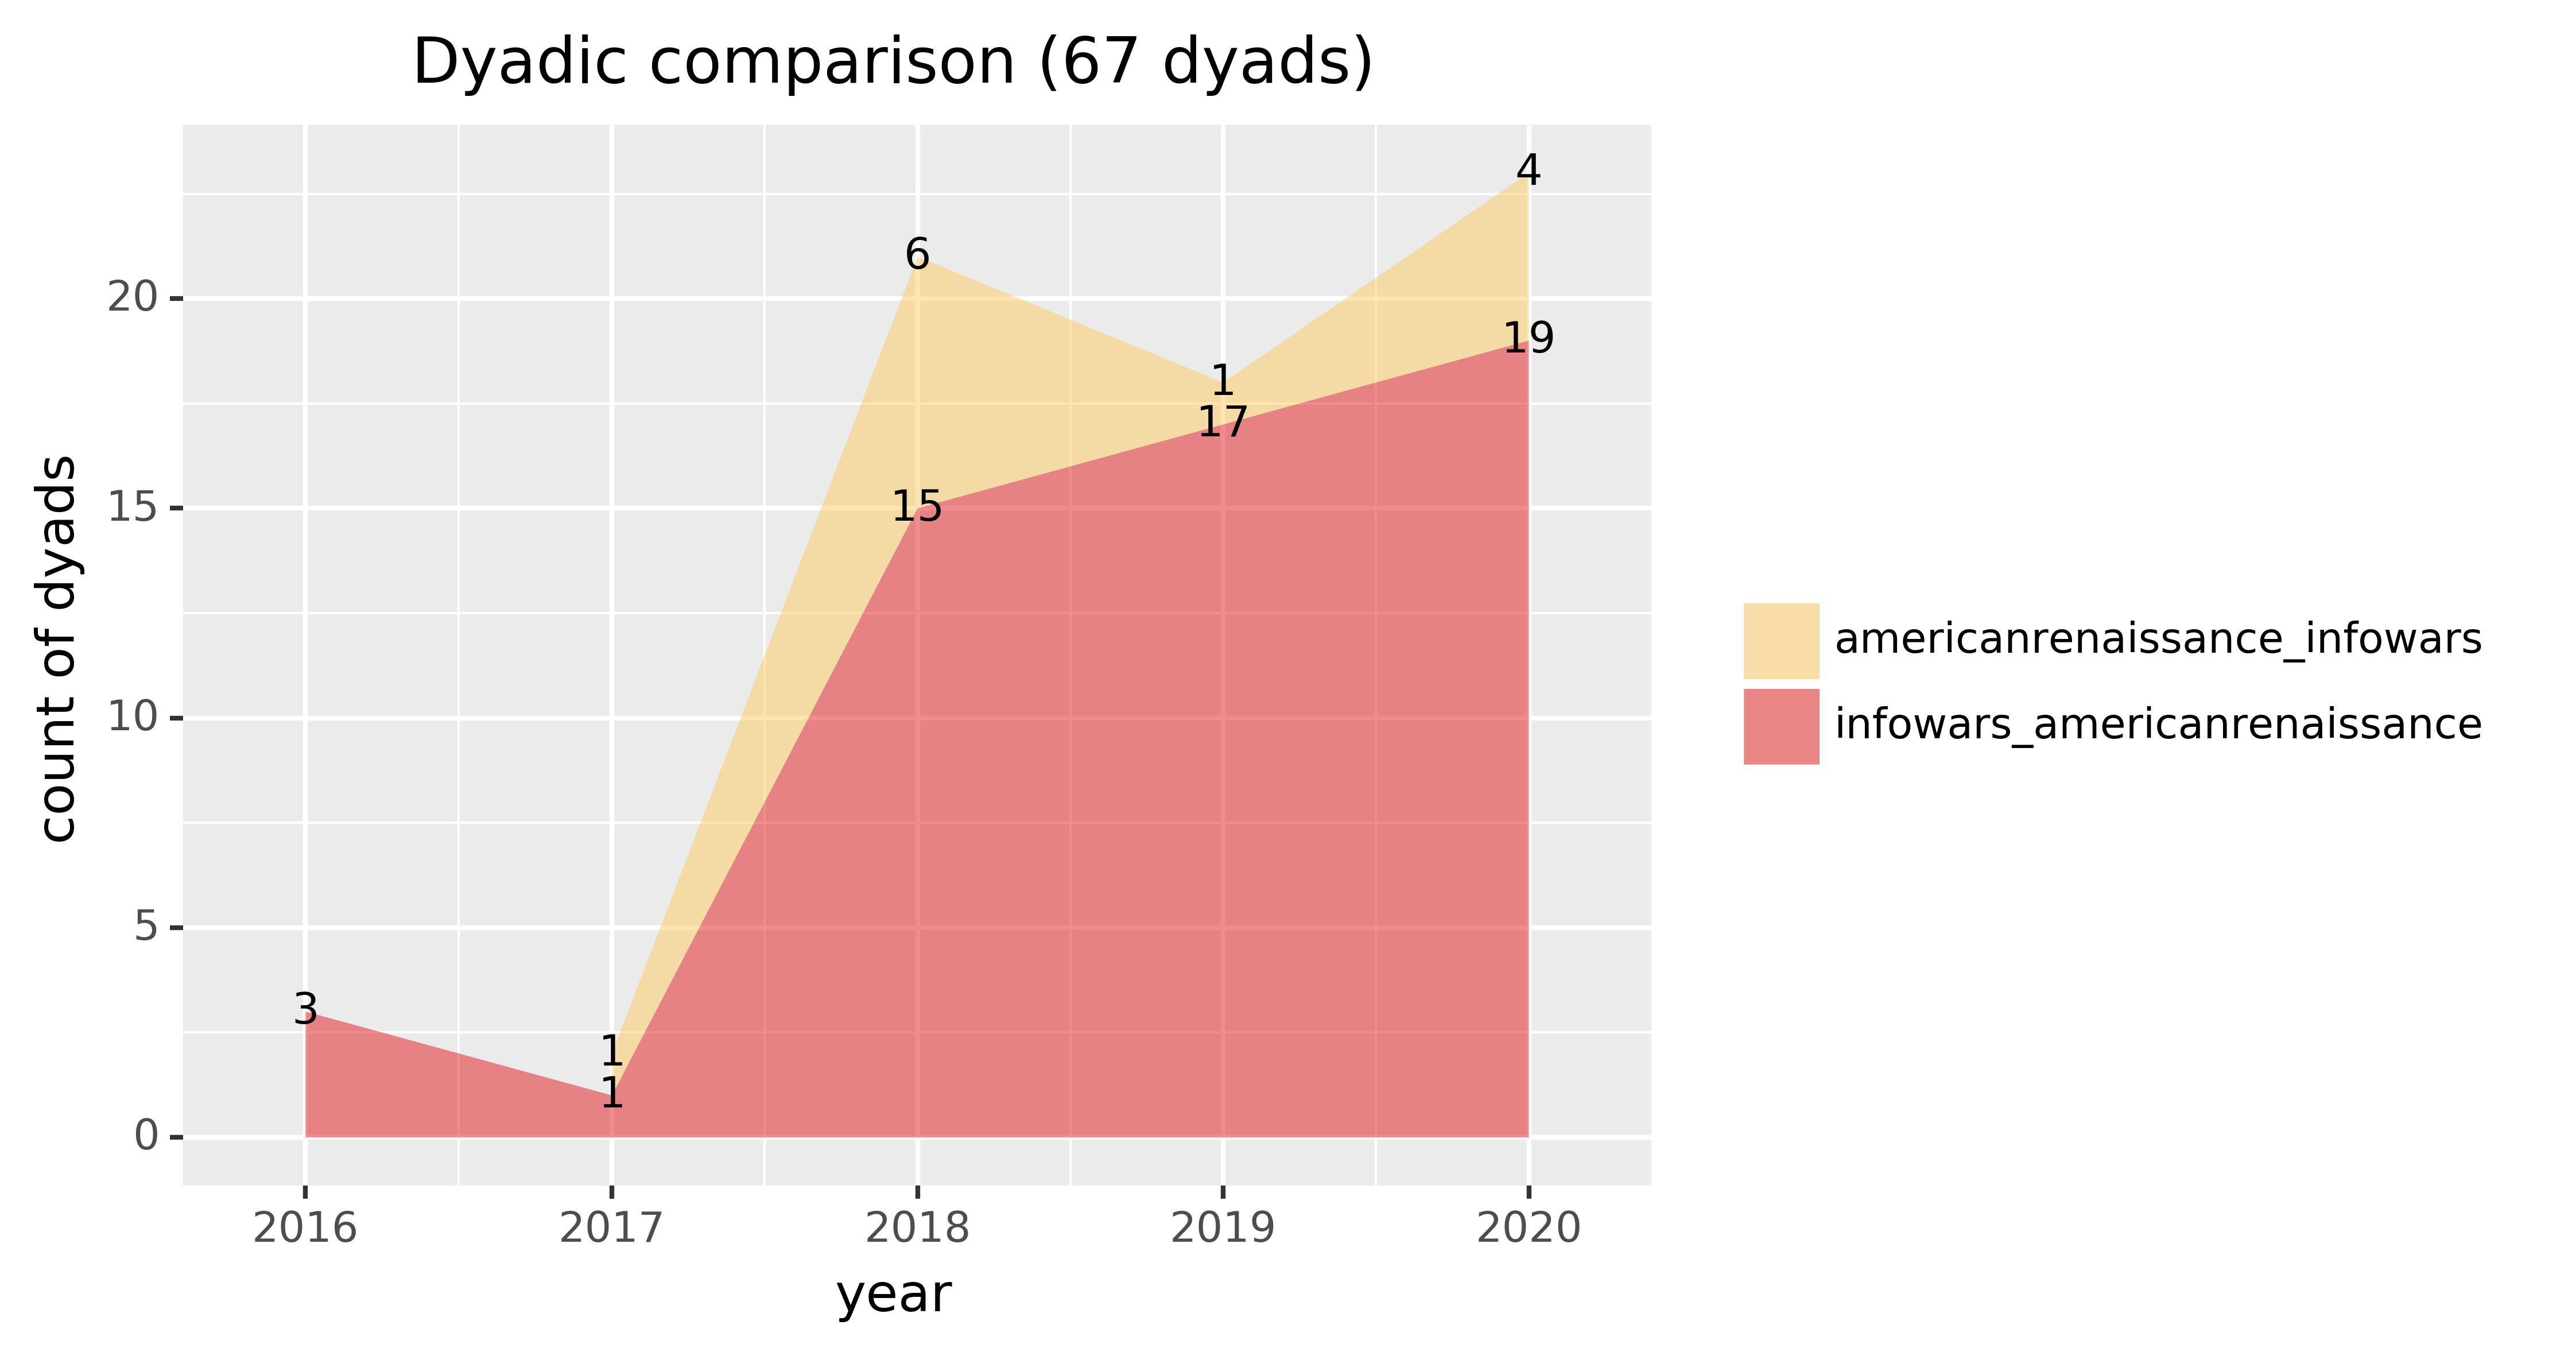 Dyadic comparison (67 dyads)
count of dyads
20
15
10
5
0
4
6
19
1
17
15
3
1
1
2016 2017 2018 2019 2020
year
americanrenaissance_infowars
infowars_americanrenaissance